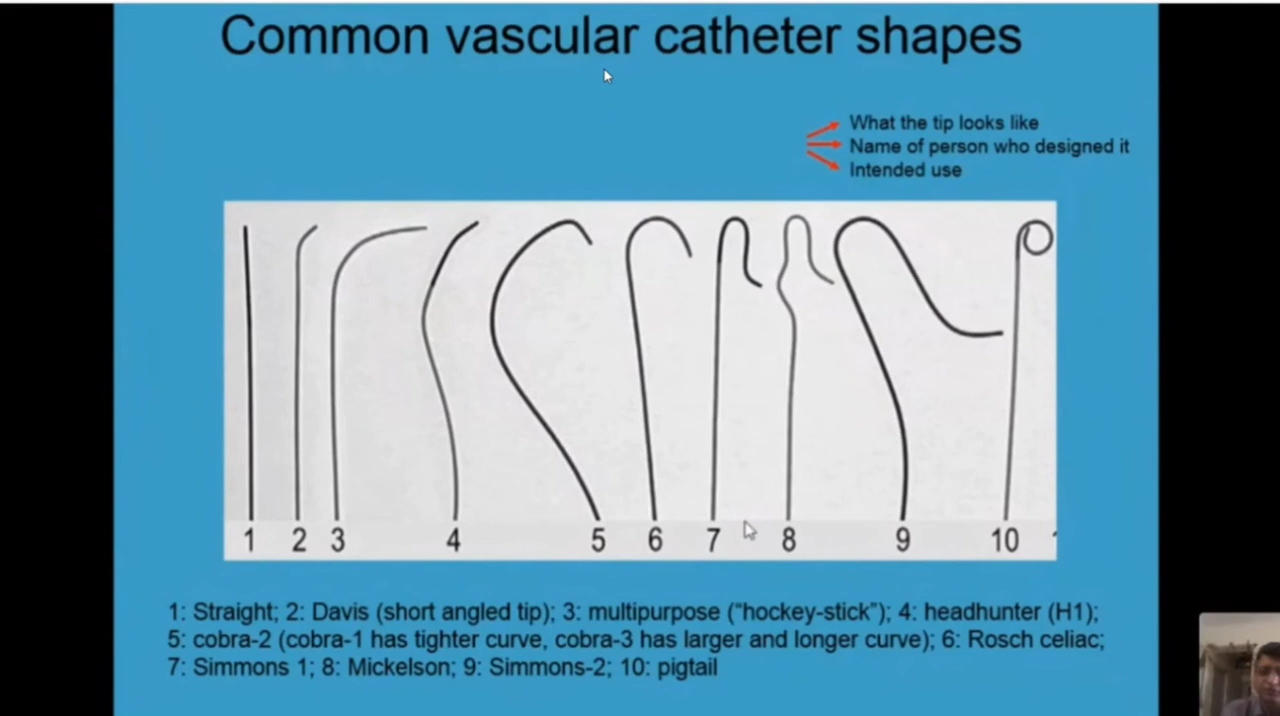 Common vascular catheter shapes
What the tip looks like
Name of person who designed it
Intended use
1 2 3 4 5 6 7 8 9 10
1: Straight; 2: Davis (short angled tip); 3: multipurpose (“hockey-stick”); 4: headhunter (H1);
5: cobra-2 (cobra-1 has tighter curve, cobra-3 has larger and longer curve); 6: Rosch celiac;
7: Simmons 1; 8: Mickelson; 9: Simmons-2; 10: pigtail